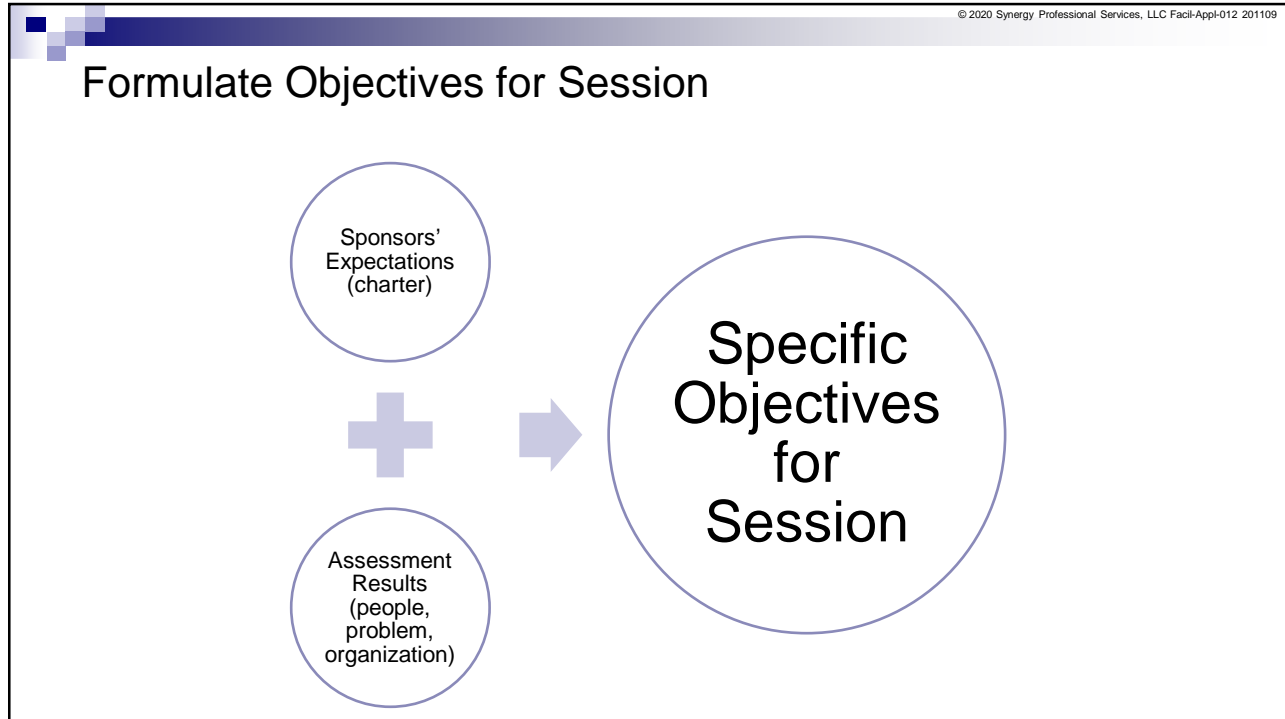 © 2020 Synergy Professional Services, LLC Facil-Appl-012 201109
Formulate Objectives for Session
Sponsors’
Expectations
(charter)
Assessment
Results
(people,
problem,
organization)
Specific
Objectives
for
Session